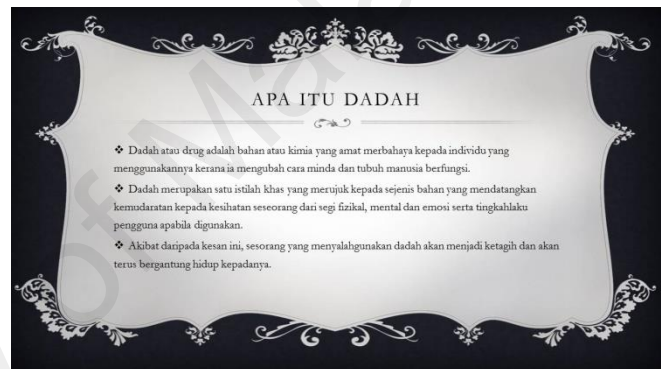 APA ITU DADAH
❖ Dadah atau drug adalah bahan atau kimia yang amat merbahaya kepada individu yang
menggunakannya kerana ia mengubah cara minda dan tubuh manusia berfungsi.
❖ Dadah merupakan satu istilah khas yang merujuk kepada sejenis bahan yang mendatangkan
kemudaratan kepada kesihatan seseorang dari segi fizikal, mental dan emosi serta tingkahlaku
pengguna apabila digunakan.
❖ Akibat daripada kesan ini, sesorang yang menyalahgunakan dadah akan menjadi ketagih dan akan
terus bergantung hidup kepadanya.